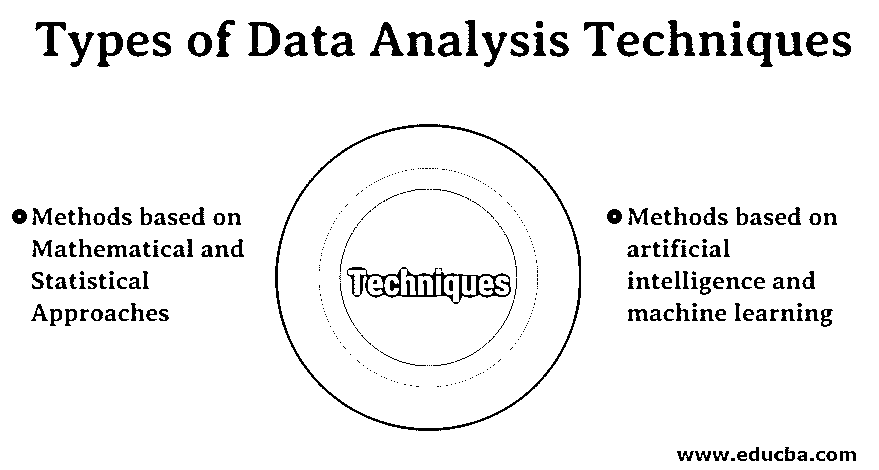 Types of Data Analysis Techniques
Methods based on
Mathematical and
Statistical
Approaches
Techniques
Methods based on
artificial
intelligence and
machine learning
www.educba.com